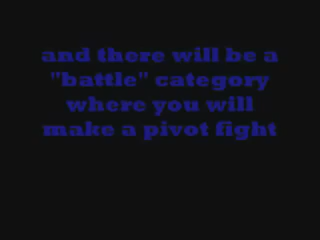 and there will be a
"battle" category
where you will
make a pivot fight